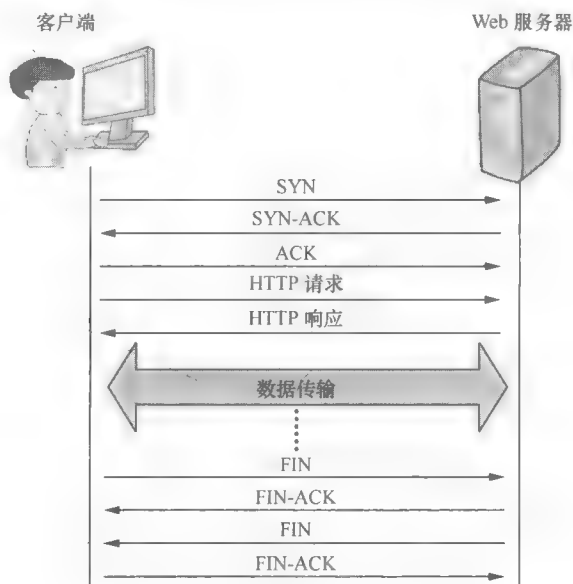 客户端
Web 服务器
SYN
SYN-ACK
ACK
HTTP 请求
HTTP 响应
数据传输
FIN
FIN-ACK
FIN
FIN-ACK